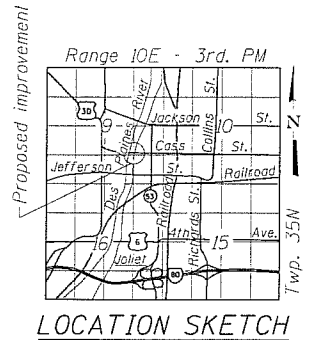 Range 10E - 3rd. PM
Proposed improvement
30
River
Jackson St.
Collins St.
9
10
Plaines
Cass St.
Jefferson St.
Railroad
Des
Railroad
53
Richards St.
4th Ave.
16
6
15
Joliet
80
N
Twp. 35N
LOCATION SKETCH